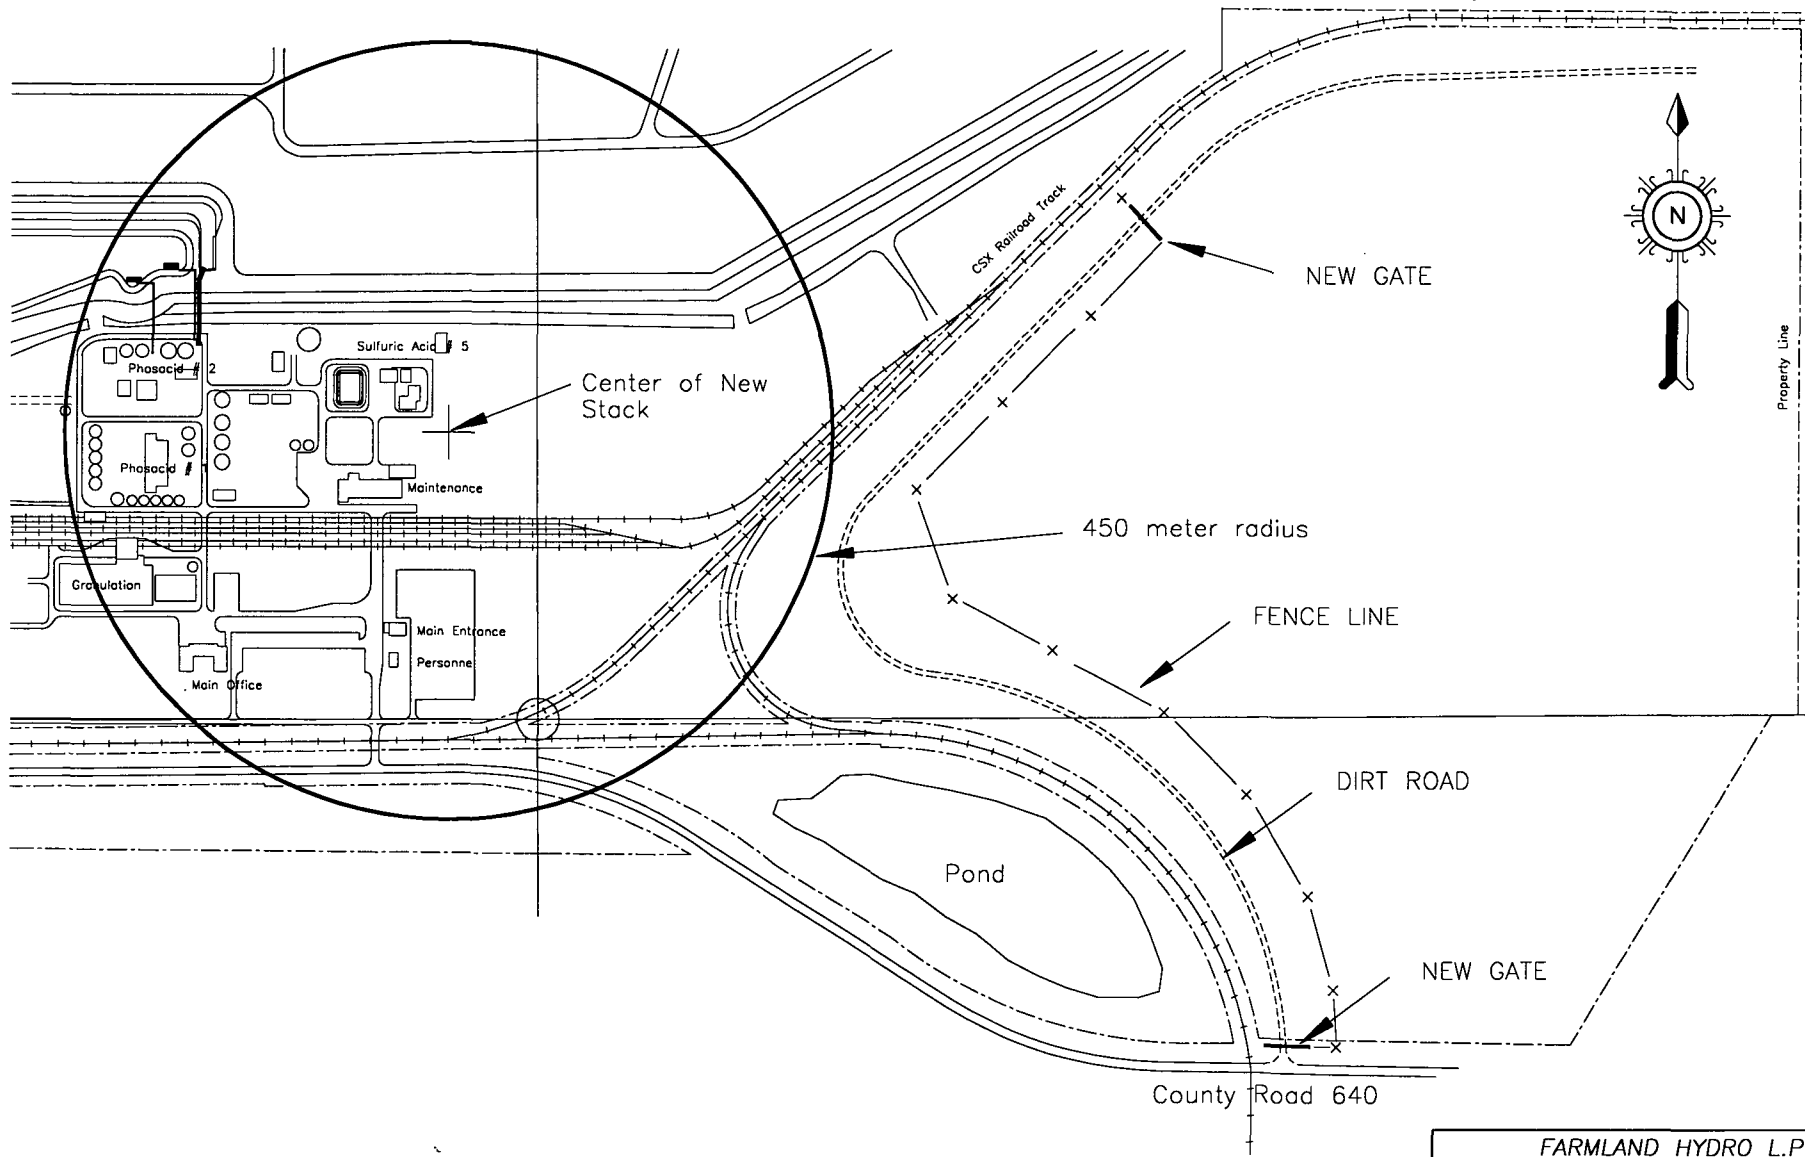 CSX Railroad Track
N
NEW GATE
Property Line
Sulfuric Acid # 5
Phosacid # 2
Center of New
Stack
Phosacid # 1
Maintenance
450 meter radius
Granulation
FENCE LINE
Main Entrance
Personnel
Main Office
DIRT ROAD
Pond
NEW GATE
County Road 640
FARMLAND HYDRO L.P